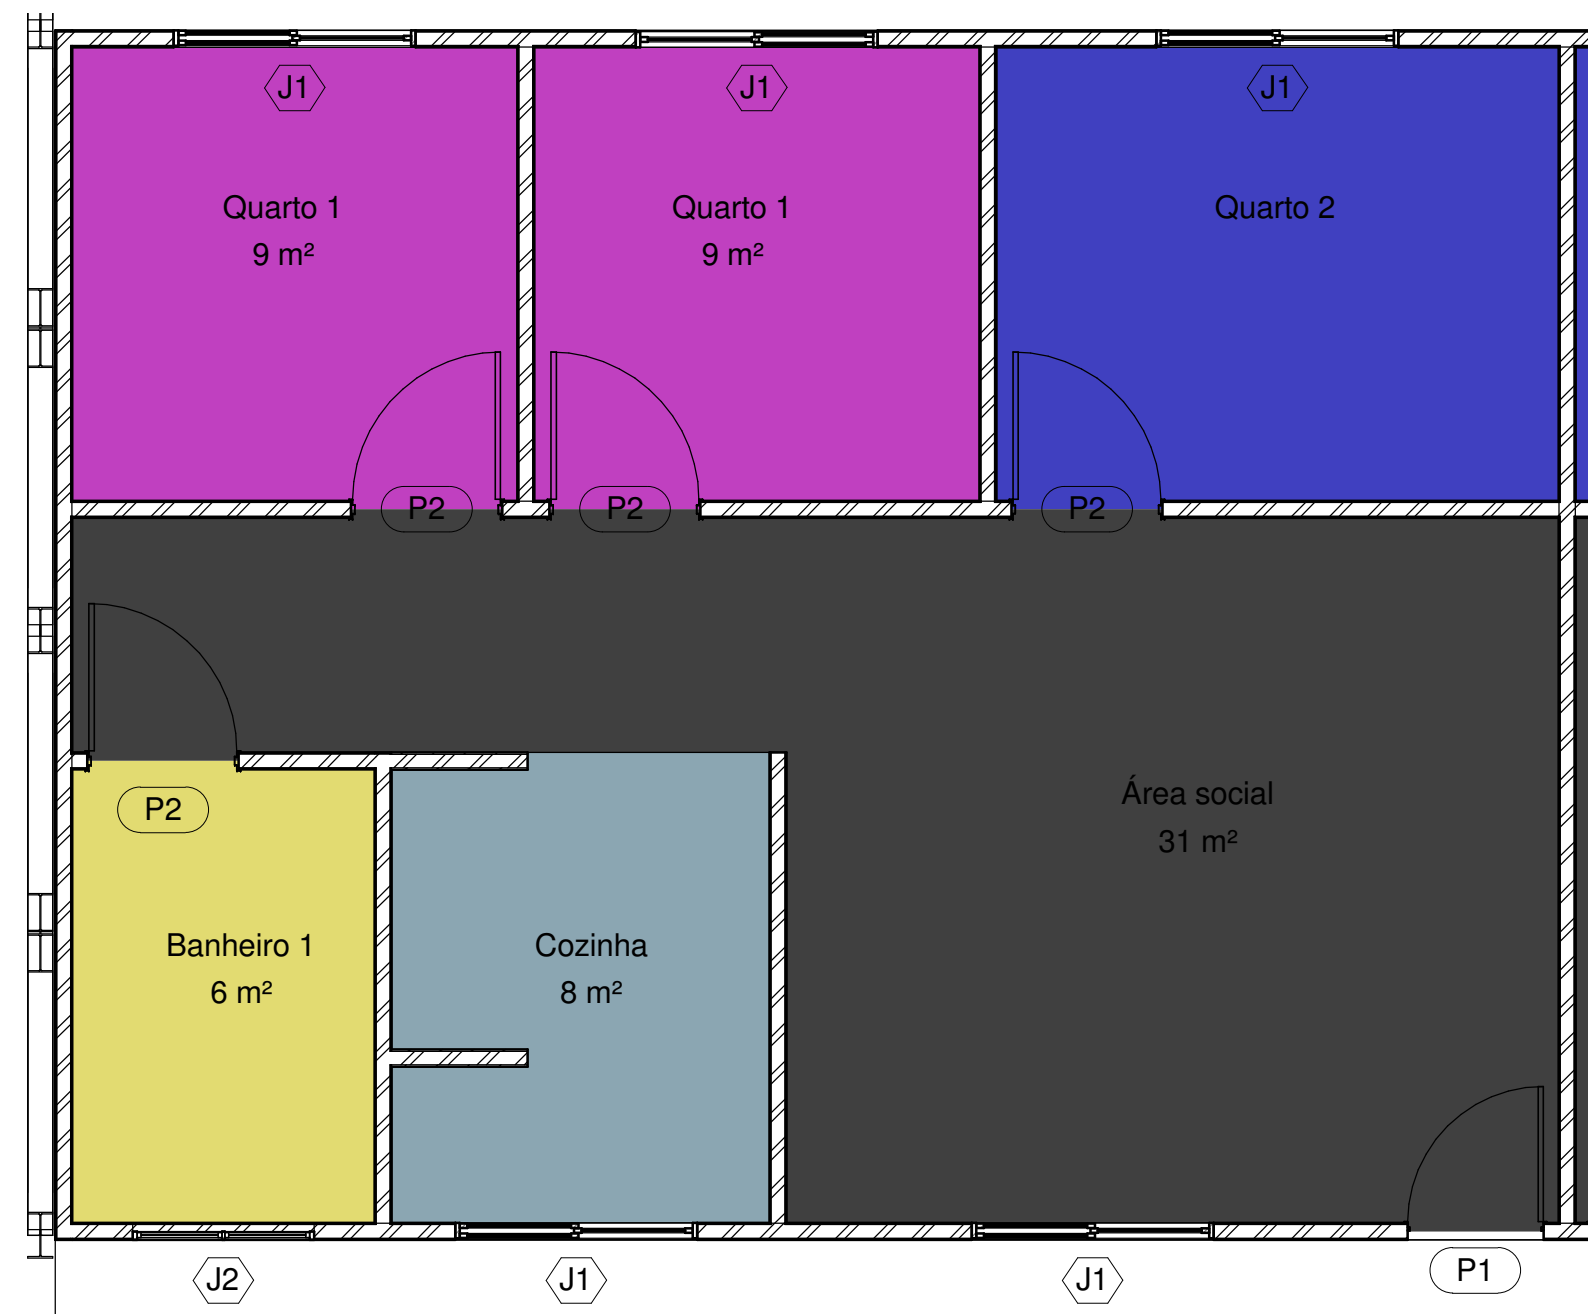 J1
J1
J1
Quarto 1
9 m²
Quarto 1
9 m²
Quarto 2
P2
P2
P2
P2
Área social
31 m²
Banheiro 1
6 m²
Cozinha
8 m²
J2
J1
J1
P1